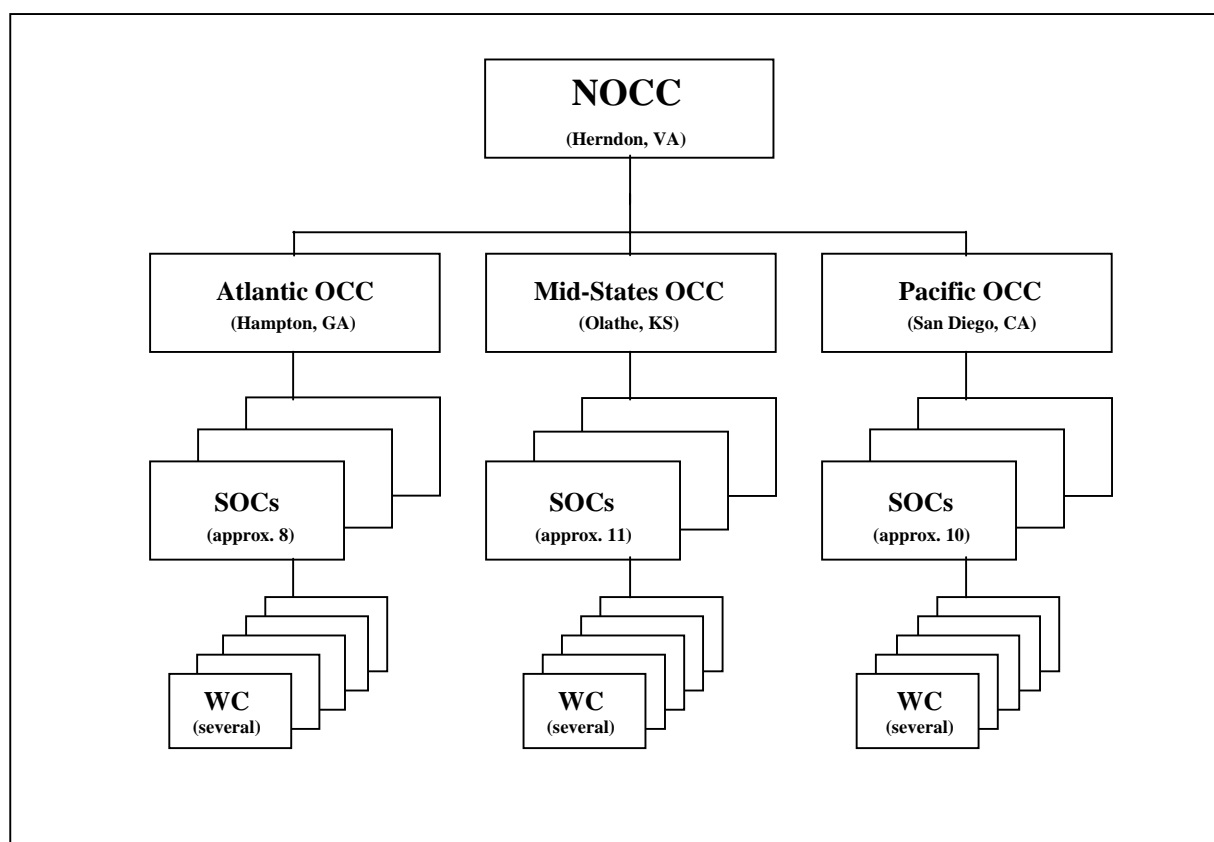 NOCC
(Herndon, VA)
Atlantic OCC
(Hampton, GA)
Mid-States OCC
(Olathe, KS)
Pacific OCC
(San Diego, CA)
SOCs
(approx. 8)
SOCs
(approx. 11)
SOCs
(approx. 10)
WC
(several)
WC
(several)
WC
(several)